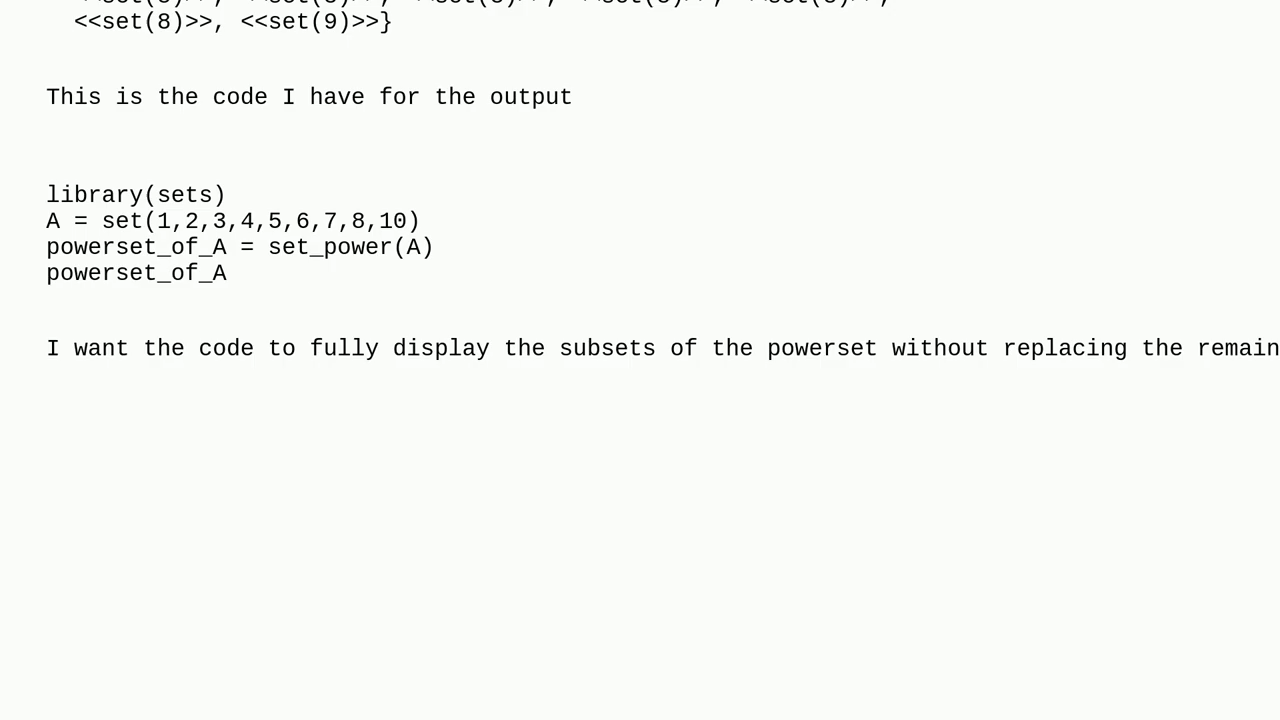 <<set(8)>>, <<set(9)>>}
This is the code I have for the output
library(sets)
A = set(1,2,3,4,5,6,7,8,10)
powerset_of_A = set_power(A)
powerset_of_A
I want the code to fully display the subsets of the powerset without replacing the remain